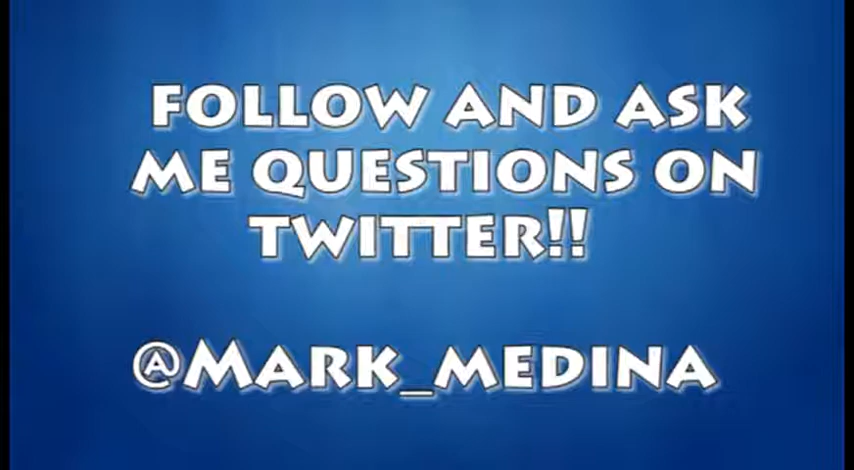 FOLLOW AND ASK
ME QUESTIONS ON
TWITTER!!
@MARK_MEDINA